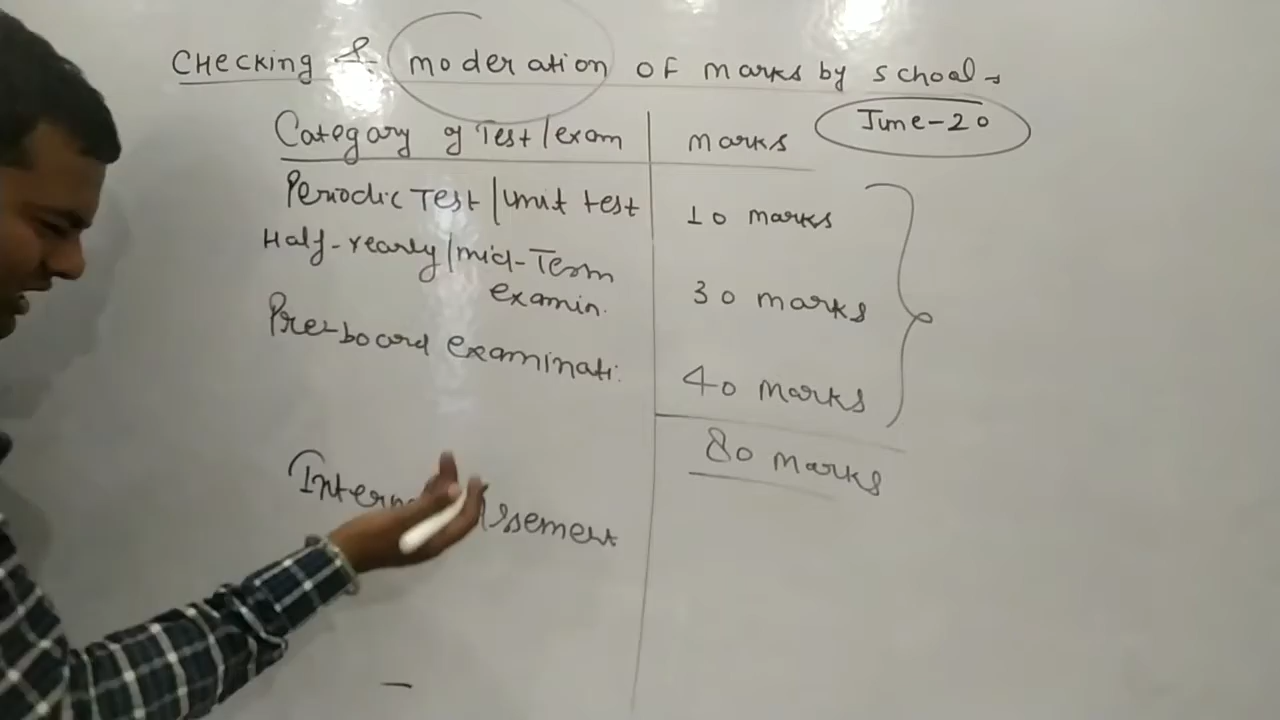 Checking & moderation of marks by school
Category of Test/exam marks June-20
Periodic Test/Unit test 10 marks
Half-Yearly/mid-Term
examin. 30 marks
Pre-board examinati. 40 marks
80 marks